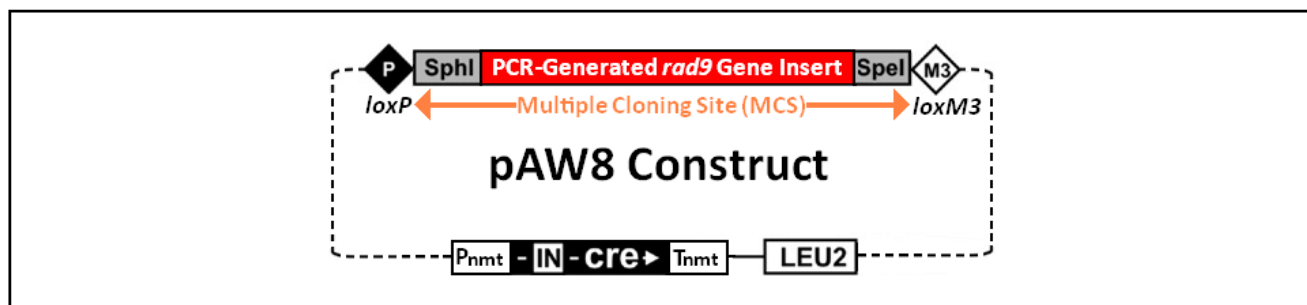 P SphI PCR-Generated rad9 Gene Insert SpeI M3
loxP Multiple Cloning Site (MCS) loxM3
pAW8 Construct
Pnmt - IN - cre Tnmt LEU2